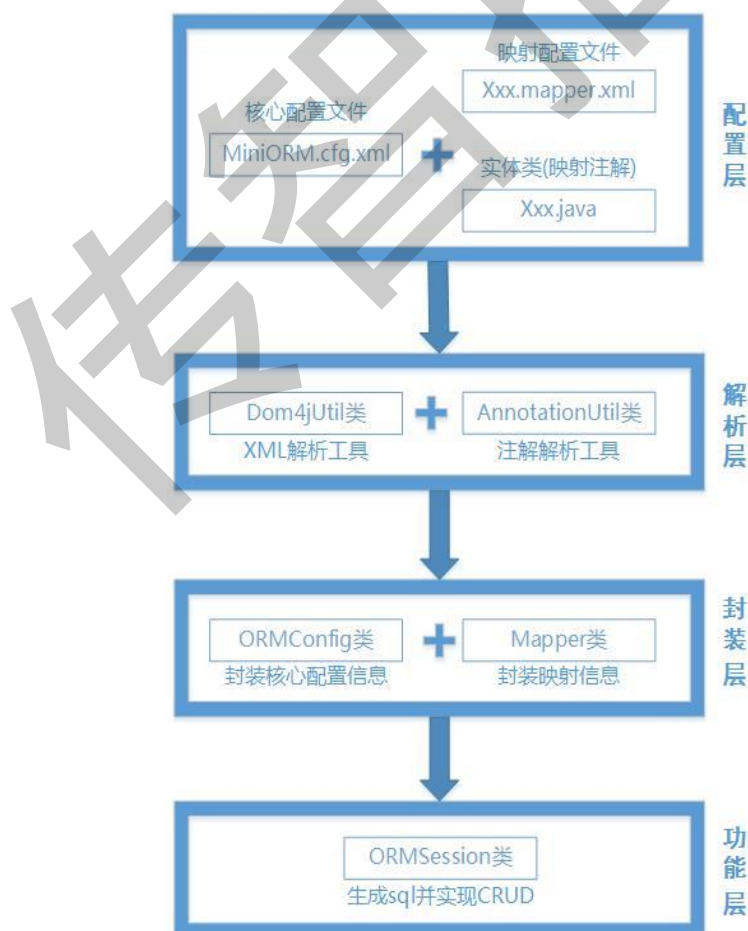 映射配置文件
Xxx.mapper.xml
核心配置文件
MiniORM.cfg.xml
实体类(映射注解)
Xxx.java
配置层
Dom4jUtil类
XML解析工具
AnnotationUtil类
注解解析工具
解析层
ORMConfig类
封装核心配置信息
Mapper类
封装映射信息
封装层
ORMSession类
生成sql并实现CRUD
功能层
传智